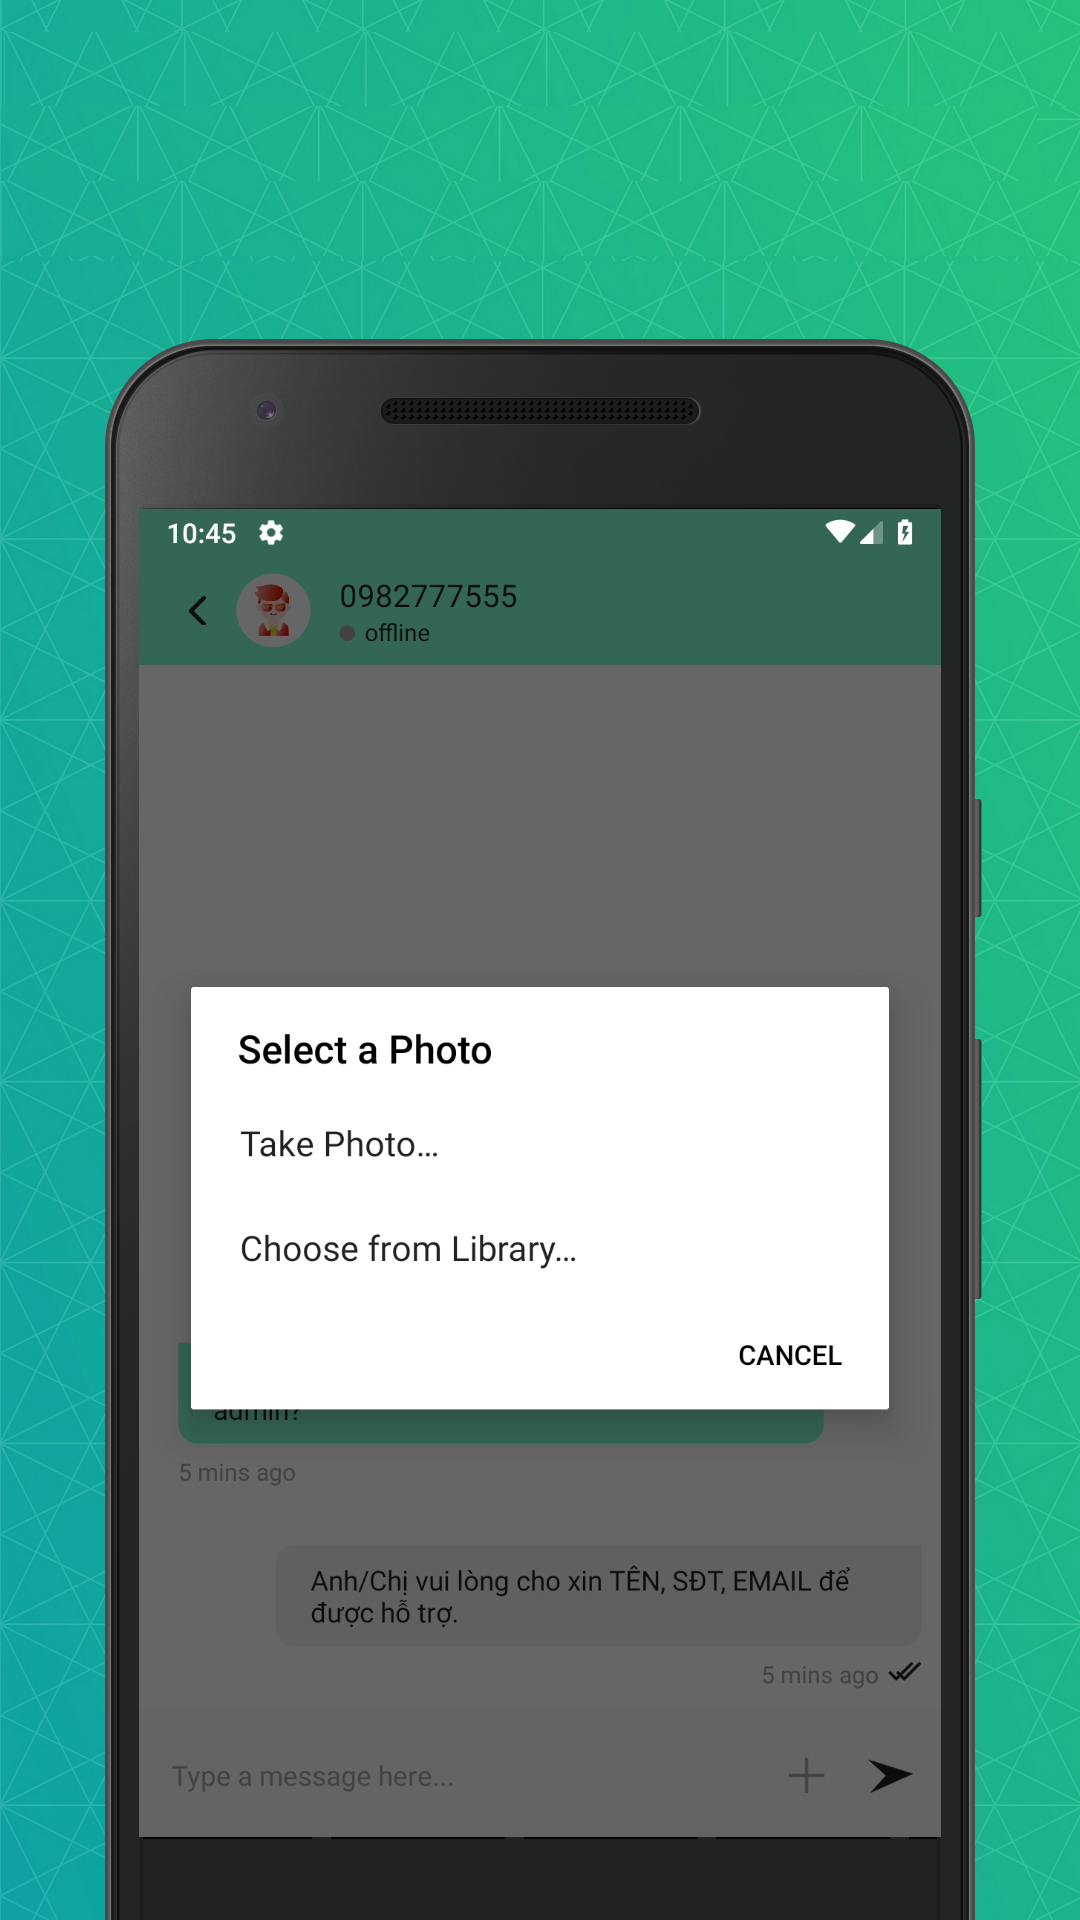 10:45
0982777555
offline
Select a Photo
Take Photo…
Choose from Library…
CANCEL
admin?
5 mins ago
Anh/Chị vui lòng cho xin TÊN, SĐT, EMAIL để
được hỗ trợ.
5 mins ago
Type a message here...